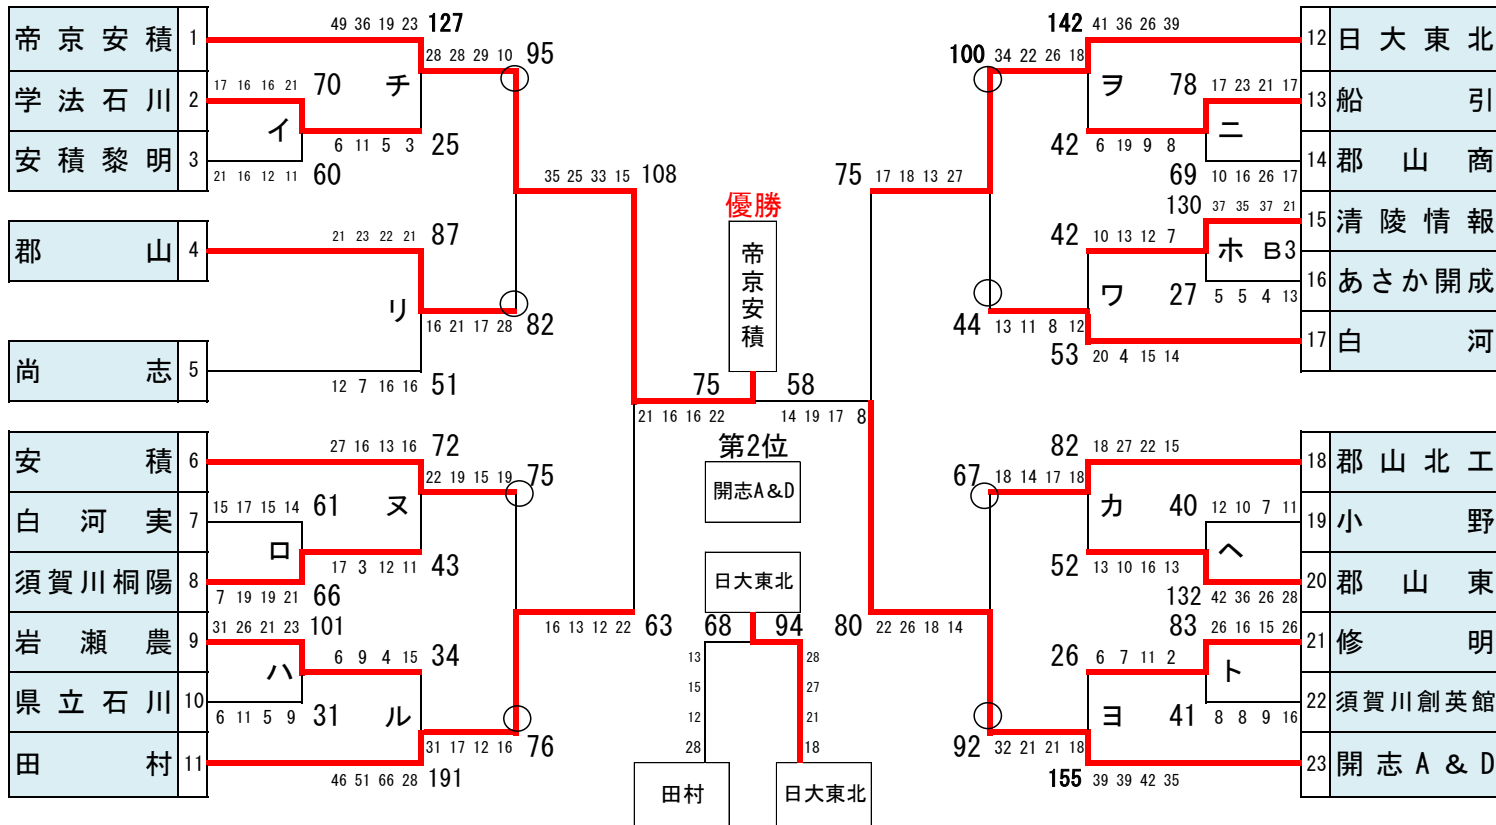 帝京安積 1
学法石川 2
安積黎明 3
郡山 4
尚志 5
安積 6
白河実 7
須賀川桐陽 8
岩瀬農 9
県立石川 10
田村 11
49 36 19 23 127
17 16 16 21 70
イ
21 16 12 11 60
28 28 29 10 95
チ
6 11 5 3 25
21 23 22 21 87
リ
16 21 17 28 82
12 7 16 16 51
35 25 33 15 108
27 16 13 16 72
22 19 15 19 75
15 17 15 14 61
ヌ
ロ
17 3 12 11 43
7 19 19 21 66
31 26 21 23 101
6 9 4 15 34
ハ
6 11 5 9 31
ル
31 17 12 16 76
46 51 66 28 191
16 13 12 22 63
優勝
帝京安積
75 58
21 16 16 22
14 19 17 8
第2位
開志A&D
日大東北
68 94
13 28
15 27
12 21
28 18
田村 日大東北
142 41 36 26 39
100 34 22 26 18
ヲ
78 17 23 21 17
ニ
42 6 19 9 8
69 10 16 26 17
75 17 18 13 27
130 37 35 37 21
42 10 13 12 7
ホ B3
ワ
27 5 5 4 13
44 13 11 8 12
53 20 4 15 14
82 18 27 22 15
67 18 14 17 18
カ
40 12 10 7 11
ヘ
52 13 10 16 13
132 42 36 26 28
80 22 26 18 14
83 26 16 15 26
26 6 7 11 2
ト
ヨ
41 8 8 9 16
92 32 21 21 18
155 39 39 42 35
12 日大東北
13 船引
14 郡山商
15 清陵情報
16 あさか開成
17 白河
18 郡山北工
19 小野
20 郡山東
21 修明
22 須賀川創英館
23 開志A&D